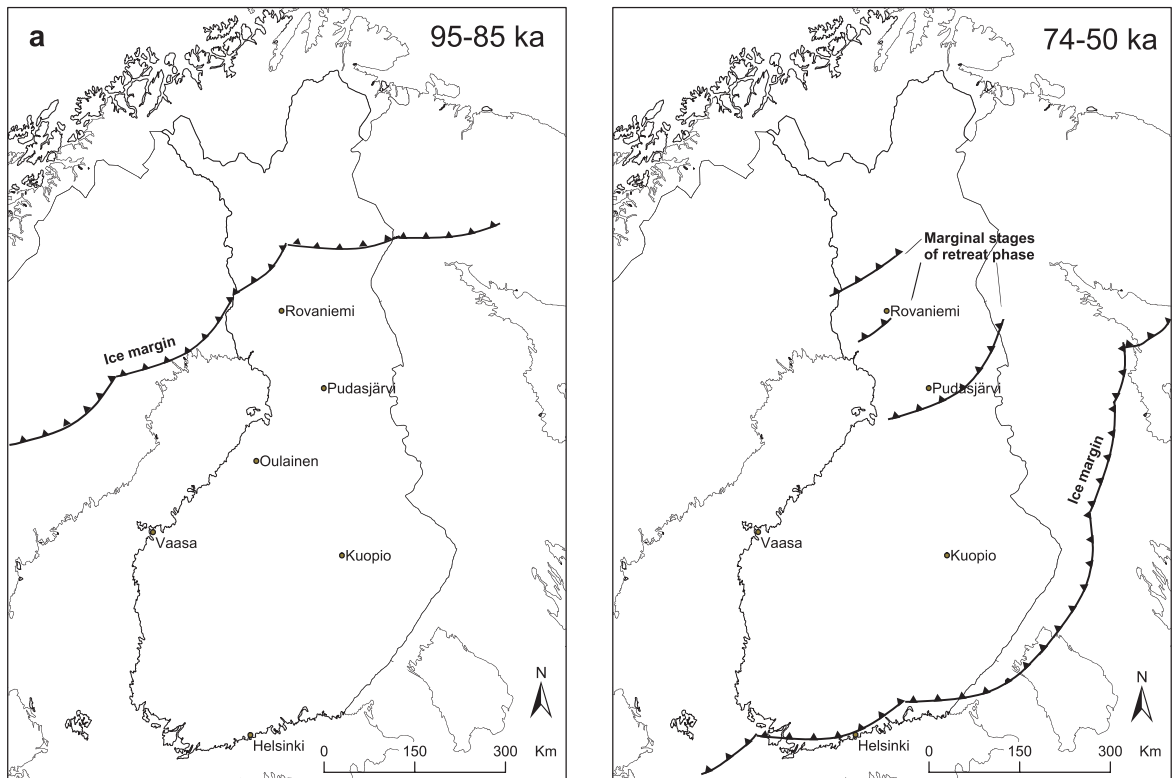 a
95-85 ka
Ice margin
Rovaniemi
Pudasjärvi
Oulainen
Vaasa
Kuopio
Helsinki
N
0 150 300 Km
74-50 ka
Marginal stages
of retreat phase
Rovaniemi
Pudasjärvi
Ice margin
Vaasa
Kuopio
Helsinki
N
0 150 300 Km